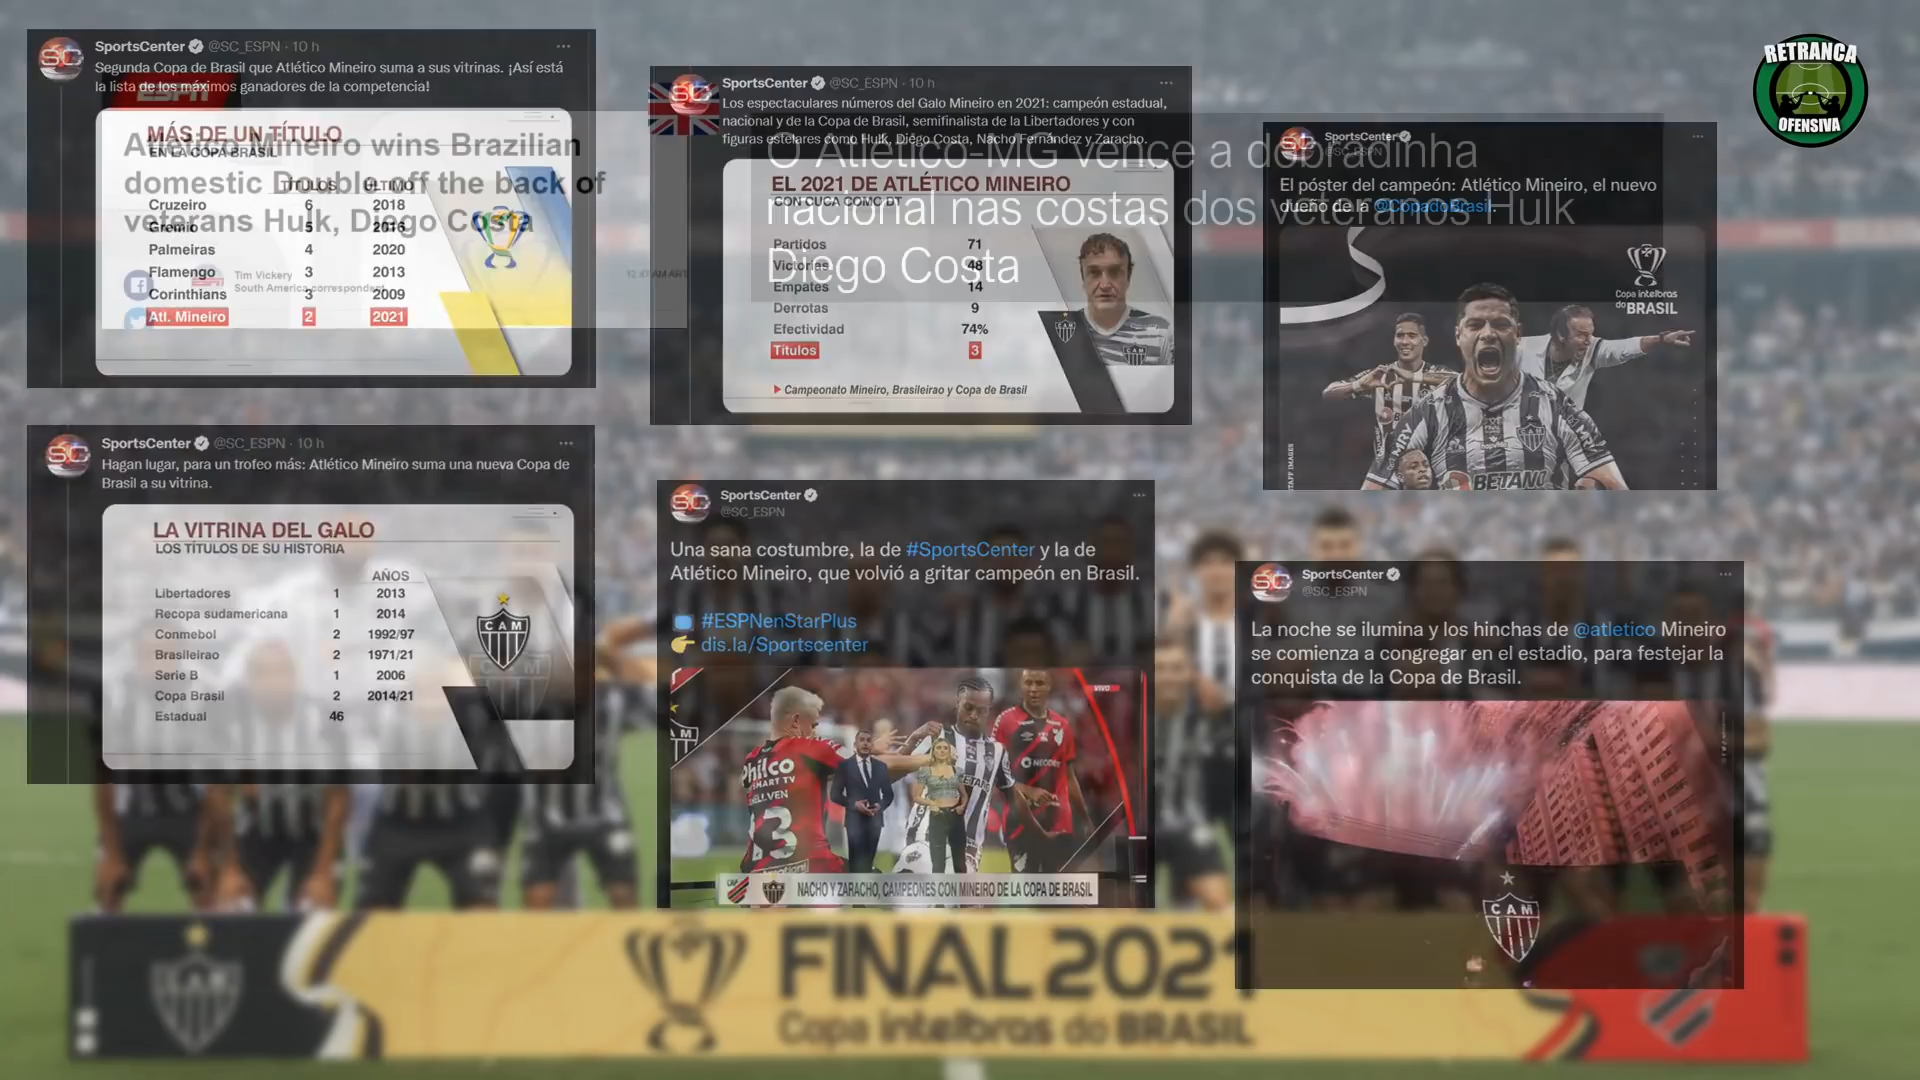 SportsCenter @SC_ESPN · 10 h
Segunda Copa de Brasil que Atlético Mineiro suma a sus vitrinas. ¡Así está
la lista de los máximos ganadores de la competencia!
ESPN
MÁS DE UN TÍTULO
EN LA COPA BRASIL
TÍTULOS ÚLTIMO
Cruzeiro 6 2018
Gremio 5 2016
Palmeiras 4 2020
Flamengo 3 2013
Corinthians 3 2009
Atl. Mineiro 2 2021
Atletico Mineiro wins Brazilian
domestic Double off the back of
veterans Hulk, Diego Costa
Tim Vickery
South America correspondent
SportsCenter @SC_ESPN · 10 h
Los espectaculares números del Galo Mineiro en 2021: campeón estadual,
nacional y de la Copa de Brasil, semifinalista de la Libertadores y con
figuras estelares como Hulk, Diego Costa, Nacho Fernández y Zaracho.
EL 2021 DE ATLÉTICO MINEIRO
CON CUCA COMO DT
Partidos 71
Victorias 48
Empates 14
Derrotas 9
Efectividad 74%
Títulos 3
Campeonato Mineiro, Brasileirao y Copa de Brasil
O Atlético-MG vence a dobradinha
nacional nas costas dos veteranos Hulk
Diego Costa
SportsCenter
@SC_ESPN
El póster del campeón: Atlético Mineiro, el nuevo
dueño de la @CopadoBrasil.
Copa intelbras
do BRASIL
BETANO
RETRANCA
OFENSIVA
SportsCenter @SC_ESPN · 10 h
Hagan lugar, para un trofeo más: Atlético Mineiro suma una nueva Copa de
Brasil a su vitrina.
LA VITRINA DEL GALO
LOS TÍTULOS DE SU HISTORIA
AÑOS
Libertadores 1 2013
Recopa sudamericana 1 2014
Conmebol 2 1992/97
Brasileirao 2 1971/21
Serie B 1 2006
Copa Brasil 2 2014/21
Estadual 46
CAM
SportsCenter
@SC_ESPN
Una sana costumbre, la de #SportsCenter y la de
Atlético Mineiro, que volvió a gritar campeón en Brasil.
#ESPNenStarPlus
dis.la/Sportscenter
VIVO
Philco
SMART TV
13
NACHO Y ZARACHO, CAMPEONES CON MINEIRO DE LA COPA DE BRASIL
SportsCenter
@SC_ESPN
La noche se ilumina y los hinchas de @atletico Mineiro
se comienza a congregar en el estadio, para festejar la
conquista de la Copa de Brasil.
CAM
FINAL 2021
Copa intelbras do BRASIL